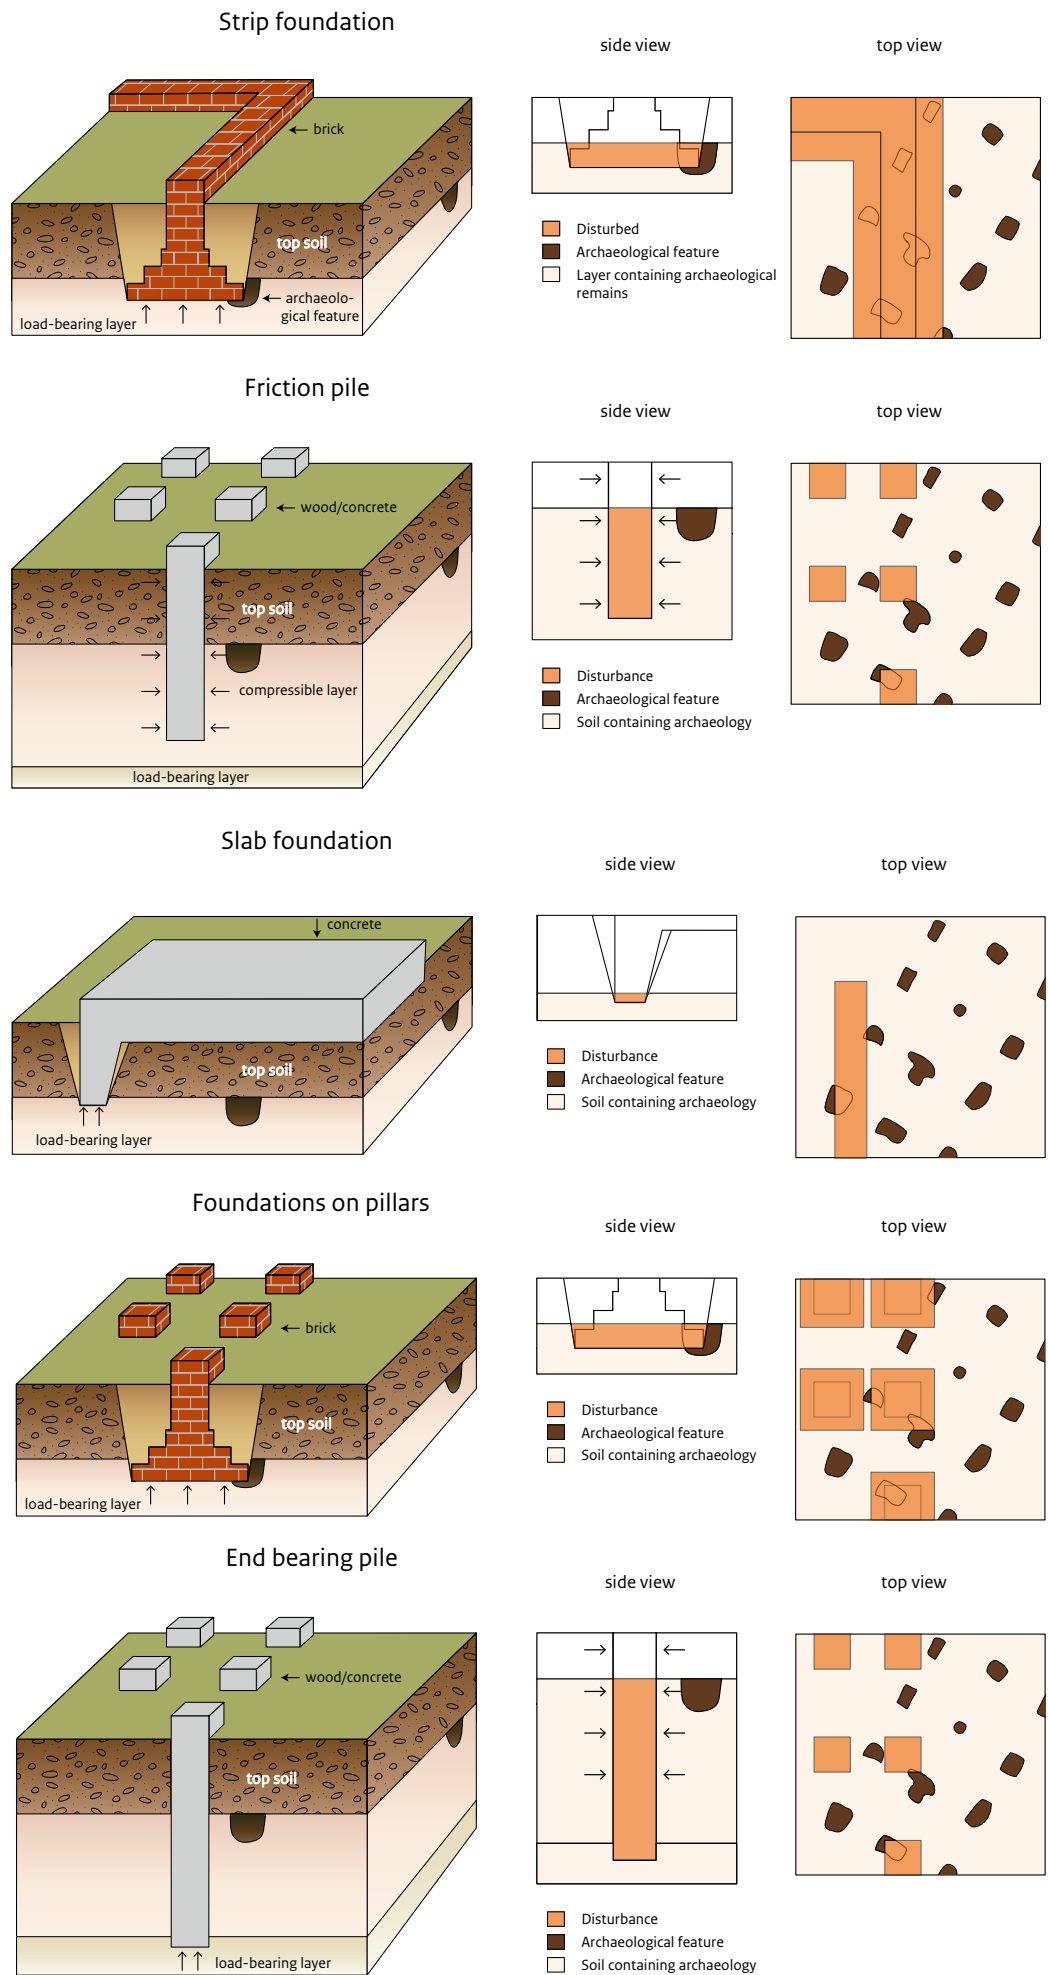 Strip foundation
side view
top view
brick
top soil
archaeolo-
gical feature
load-bearing layer
Disturbed
Archaeological feature
Layer containing archaeological
remains
Friction pile
side view
top view
wood/concrete
top soil
compressible layer
load-bearing layer
Disturbance
Archaeological feature
Soil containing archaeology
Slab foundation
side view
top view
concrete
top soil
load-bearing layer
Disturbance
Archaeological feature
Soil containing archaeology
Foundations on pillars
side view
top view
brick
top soil
load-bearing layer
Disturbance
Archaeological feature
Soil containing archaeology
End bearing pile
side view
top view
wood/concrete
top soil
load-bearing layer
Disturbance
Archaeological feature
Soil containing archaeology